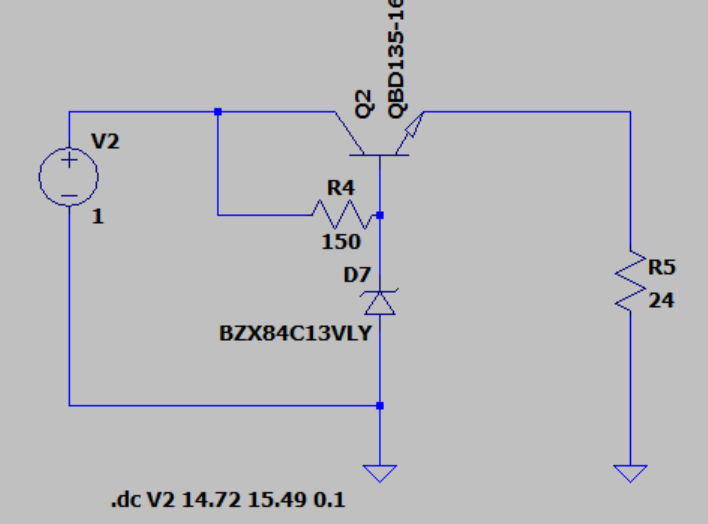 QBD135-16
Q2
V2
+
R4
1
150
D7
R5
24
BZX84C13VLY
.dc V2 14.72 15.49 0.1